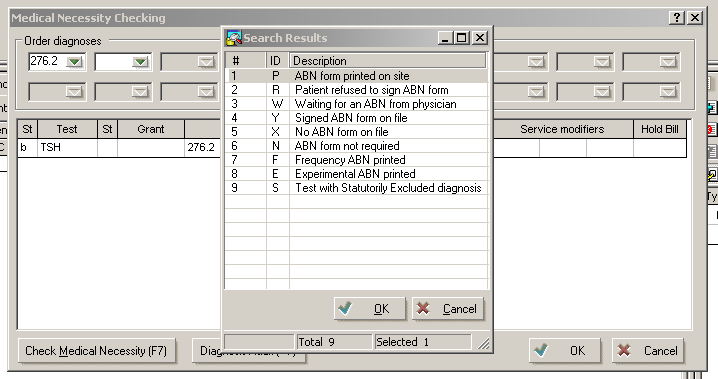 Medical Necessity Checking
Order diagnoses
276.2
St Test St Grant Service modifiers Hold Bill
b TSH 276.2
Check Medical Necessity (F7)
OK Cancel
Search Results
# ID Description
1 P ABN form printed on site
2 R Patient refused to sign ABN form
3 W Waiting for an ABN from physician
4 Y Signed ABN form on file
5 X No ABN form on file
6 N ABN form not required
7 F Frequency ABN printed
8 E Experimental ABN printed
9 S Test with Statutorily Excluded diagnosis
OK Cancel
Total 9 Selected 1